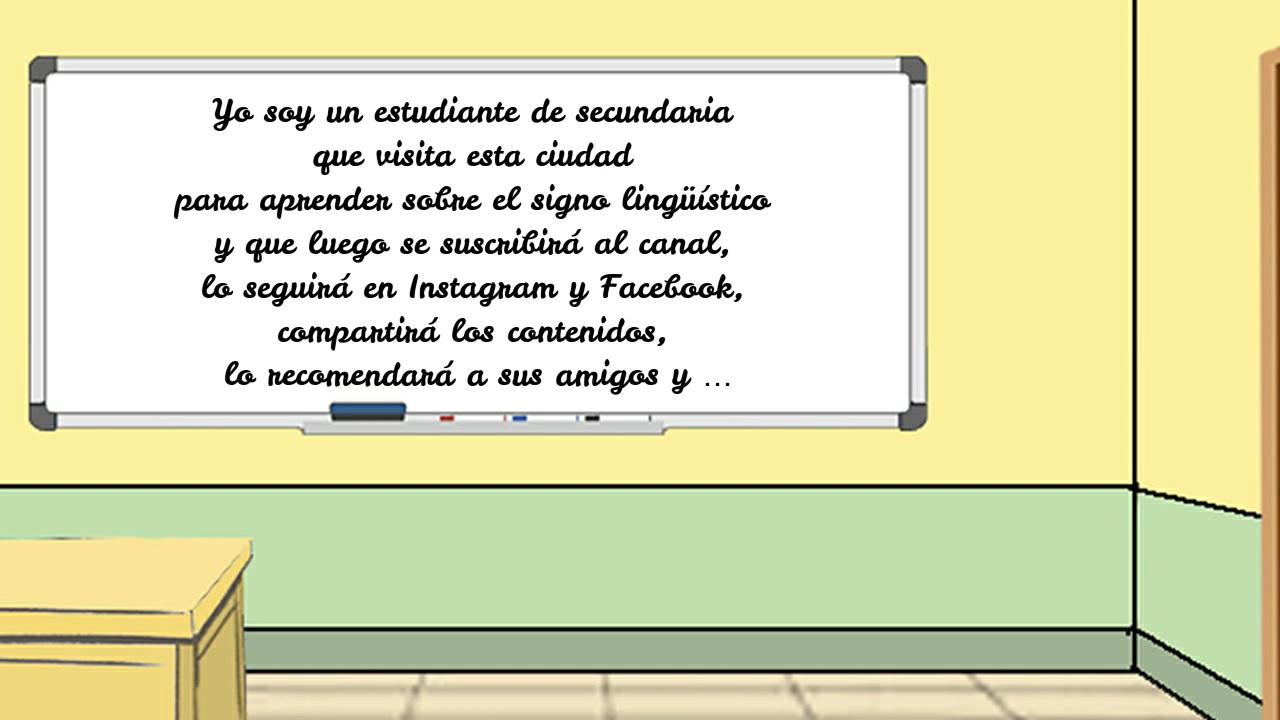 Yo soy un estudiante de secundaria
que visita esta ciudad
para aprender sobre el signo lingüístico
y que luego se suscribirá al canal,
lo seguirá en Instagram y Facebook,
compartirá los contenidos,
lo recomendará a sus amigos y ...